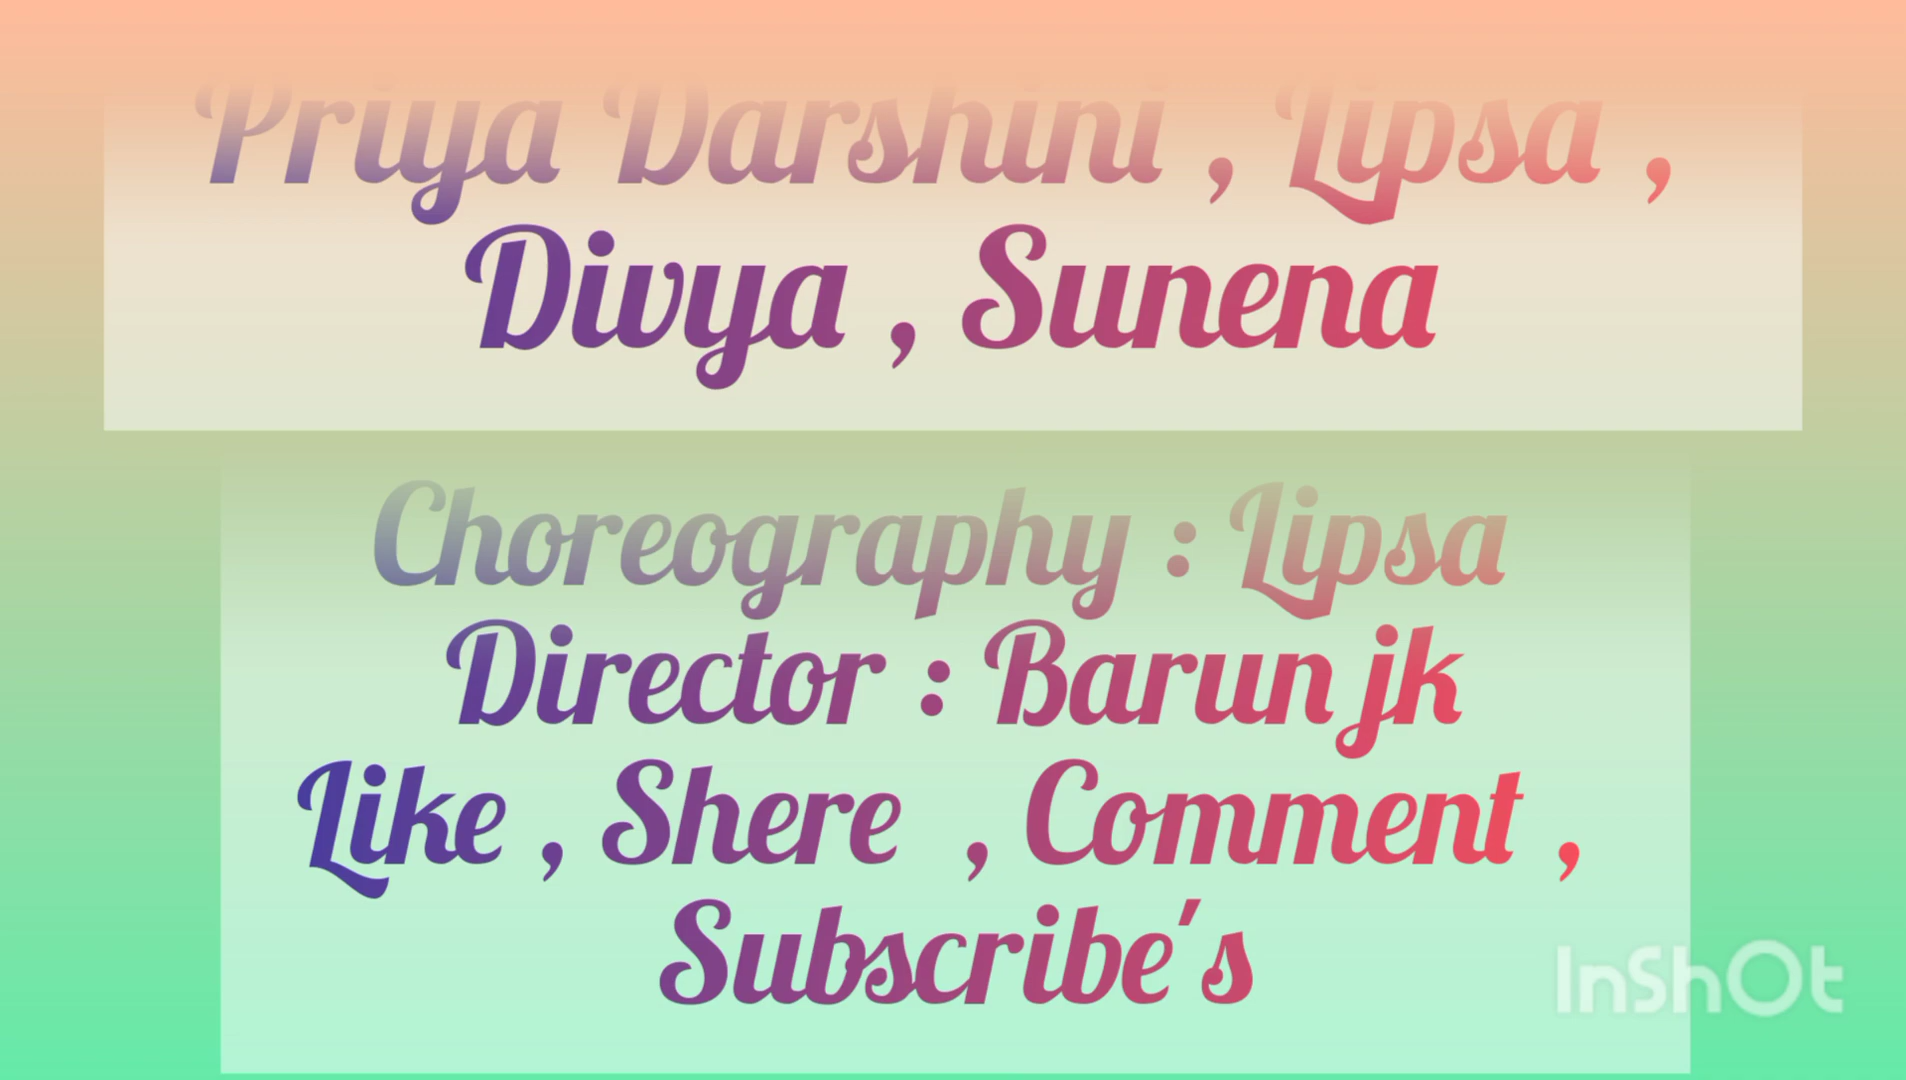 Priya Darshini , Lipsa ,
Divya , Sunena
Choreography : Lipsa
Director : Barun jk
Like , Shere , Comment ,
Subscribe's
InShOt